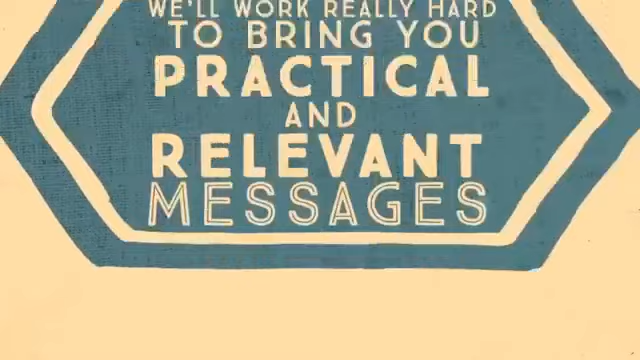 WE'LL WORK REALLY HARD
TO BRING YOU
PRACTICAL
AND
RELEVANT
MESSAGES